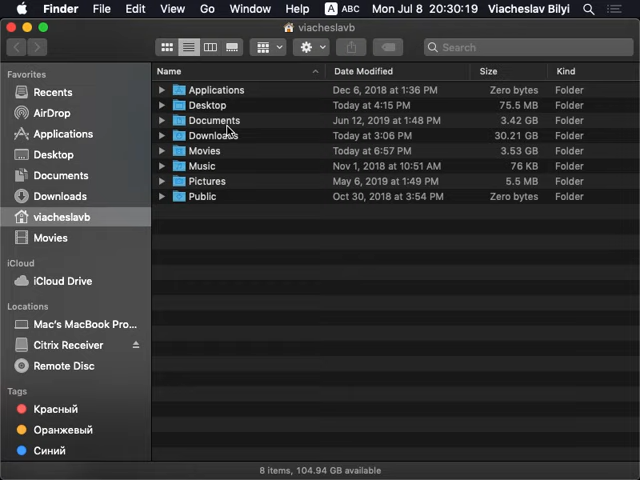 Finder File Edit View Go Window Help A ABC Mon Jul 8 20:30:19 Viacheslav Bilyi
viacheslavb
Search
Favorites
Recents
AirDrop
Applications
Desktop
Documents
Downloads
viacheslavb
Movies
iCloud
iCloud Drive
Locations
Mac's MacBook Pro...
Citrix Receiver
Remote Disc
Tags
Красный
Оранжевый
Синий
Name Date Modified Size Kind
Applications Dec 6, 2018 at 1:36 PM Zero bytes Folder
Desktop Today at 4:15 PM 75.5 MB Folder
Documents Jun 12, 2019 at 1:48 PM 3.42 GB Folder
Downloads Today at 3:06 PM 30.21 GB Folder
Movies Today at 6:57 PM 3.53 GB Folder
Music Nov 1, 2018 at 10:51 AM 76 KB Folder
Pictures May 6, 2019 at 1:49 PM 5.5 MB Folder
Public Oct 30, 2018 at 3:54 PM Zero bytes Folder
8 items, 104.94 GB available